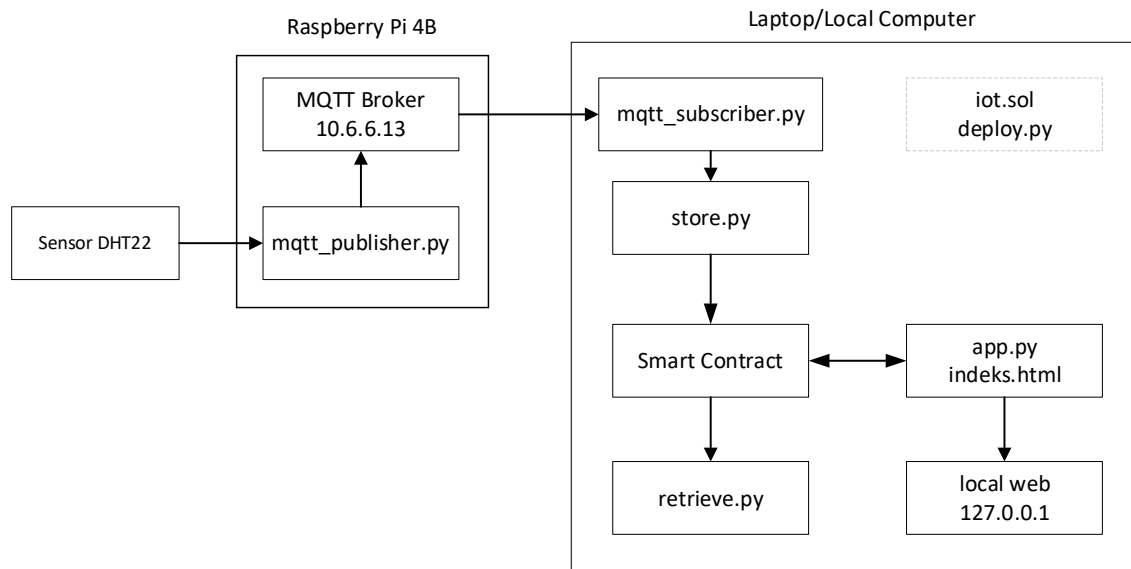 Raspberry Pi 4B
Laptop/Local Computer
MQTT Broker
10.6.6.13
mqtt_subscriber.py
iot.sol
deploy.py
Sensor DHT22
mqtt_publisher.py
store.py
Smart Contract
app.py
indeks.html
retrieve.py
local web
127.0.0.1